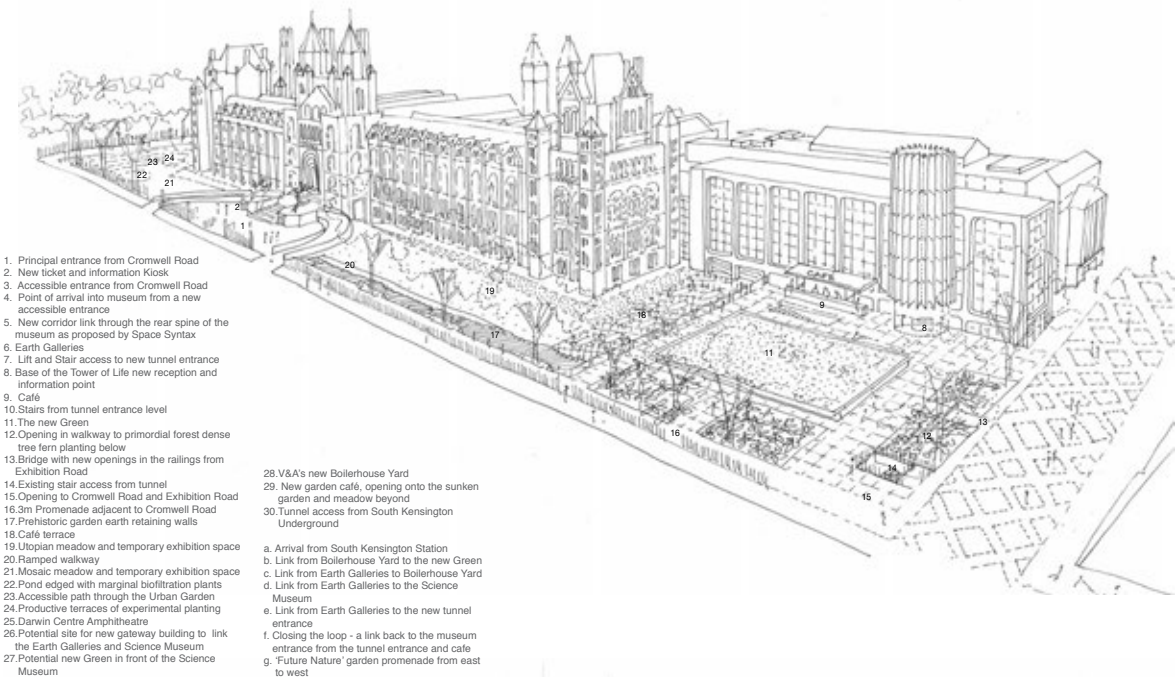 CAFE
23
24
22
21
2
1
20
19
18
17
9
8
11
16
12
13
14
15
1. Principal entrance from Cromwell Road
2. New ticket and information Kiosk
3. Accessible entrance from Cromwell Road
4. Point of arrival into museum from a new
accessible entrance
5. New corridor link through the rear spine of the
museum as proposed by Space Syntax
6. Earth Galleries
7. Lift and Stair access to new tunnel entrance
8. Base of the Tower of Life new reception and
information point
9. Café
10.Stairs from tunnel entrance level
11.The new Green
12.Opening in walkway to primordial forest dense
tree fern planting below
13.Bridge with new openings in the railings from
Exhibition Road
14.Existing stair access from tunnel
15.Opening to Cromwell Road and Exhibition Road
16.3m Promenade adjacent to Cromwell Road
17.Prehistoric garden earth retaining walls
18.Café terrace
19.Utopian meadow and temporary exhibition space
20.Ramped walkway
21.Mosaic meadow and temporary exhibition space
22.Pond edged with marginal biofiltration plants
23.Accessible path through the Urban Garden
24.Productive terraces of experimental planting
25.Darwin Centre Amphitheatre
26.Potential site for new gateway building to link
the Earth Galleries and Science Museum
27.Potential new Green in front of the Science
Museum
28.V&A's new Boilerhouse Yard
29. New garden café, opening onto the sunken
garden and meadow beyond
30.Tunnel access from South Kensington
Underground
a. Arrival from South Kensington Station
b. Link from Boilerhouse Yard to the new Green
c. Link from Earth Galleries to Boilerhouse Yard
d. Link from Earth Galleries to the Science
Museum
e. Link from Earth Galleries to the new tunnel
entrance
f. Closing the loop - a link back to the museum
entrance from the tunnel entrance and cafe
g. 'Future Nature' garden promenade from east
to west